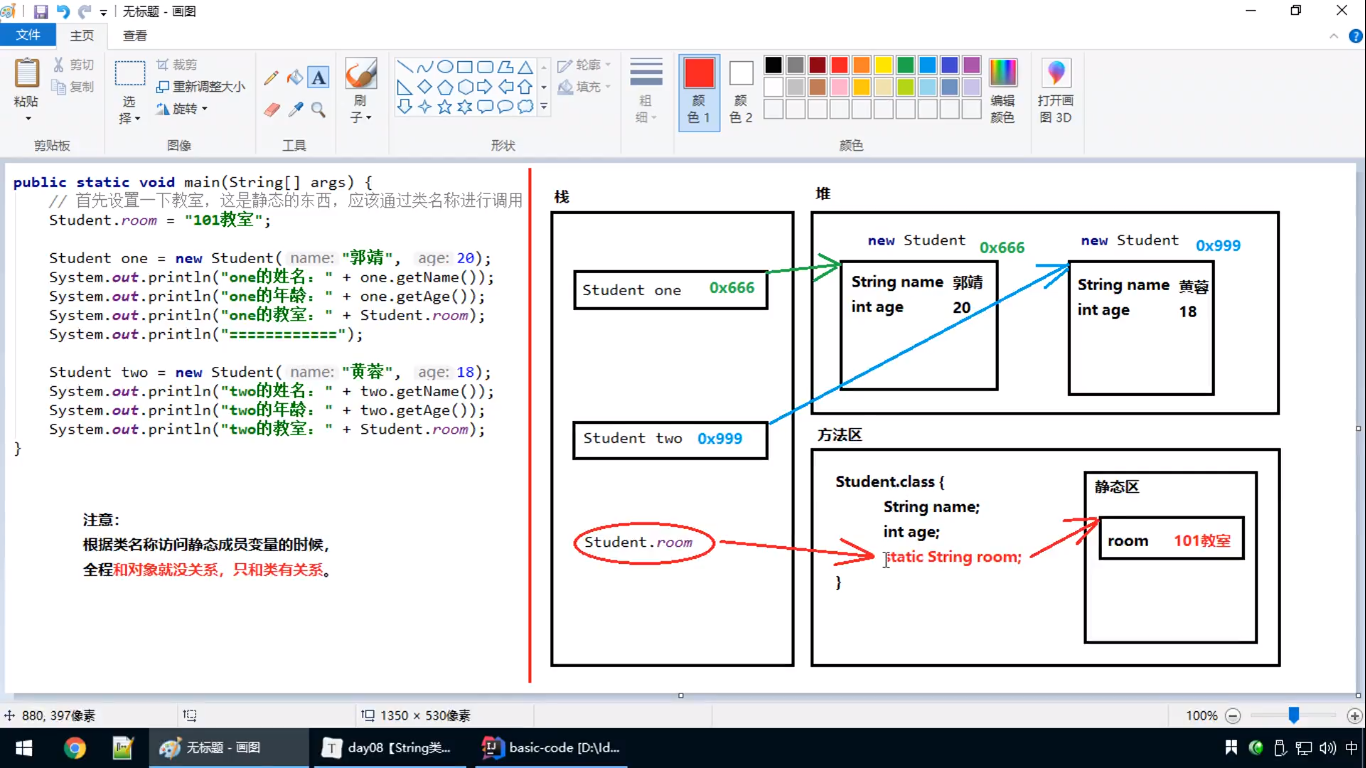 无标题 - 画图
文件
主页
查看
粘贴
剪切
复制
剪贴板
选择
裁剪
重新调整大小
旋转
图像
A
工具
刷子
轮廓
填充
形状
粗细
颜色 1
颜色 2
颜色
编辑颜色
打开画图 3D
public static void main(String[] args) {
// 首先设置一下教室，这是静态的东西，应该通过类名称进行调用
Student.room = "101教室";
Student one = new Student( name: "郭靖", age: 20);
System.out.println("one的姓名：" + one.getName());
System.out.println("one的年龄：" + one.getAge());
System.out.println("one的教室：" + Student.room);
System.out.println("============");
Student two = new Student( name: "黄蓉", age: 18);
System.out.println("two的姓名：" + two.getName());
System.out.println("two的年龄：" + two.getAge());
System.out.println("two的教室：" + Student.room);
}
注意：
根据类名称访问静态成员变量的时候，
全程和对象就没关系，只和类有关系。
栈
Student one 0x666
Student two 0x999
Student.room
堆
new Student 0x666
String name 郭靖
int age 20
new Student 0x999
String name 黄蓉
int age 18
方法区
Student.class {
String name;
int age;
static String room;
}
静态区
room 101教室
880, 397像素
1350 × 530像素
100%
无标题 - 画图
day08【String类...
basic-code [D:\Id...
中